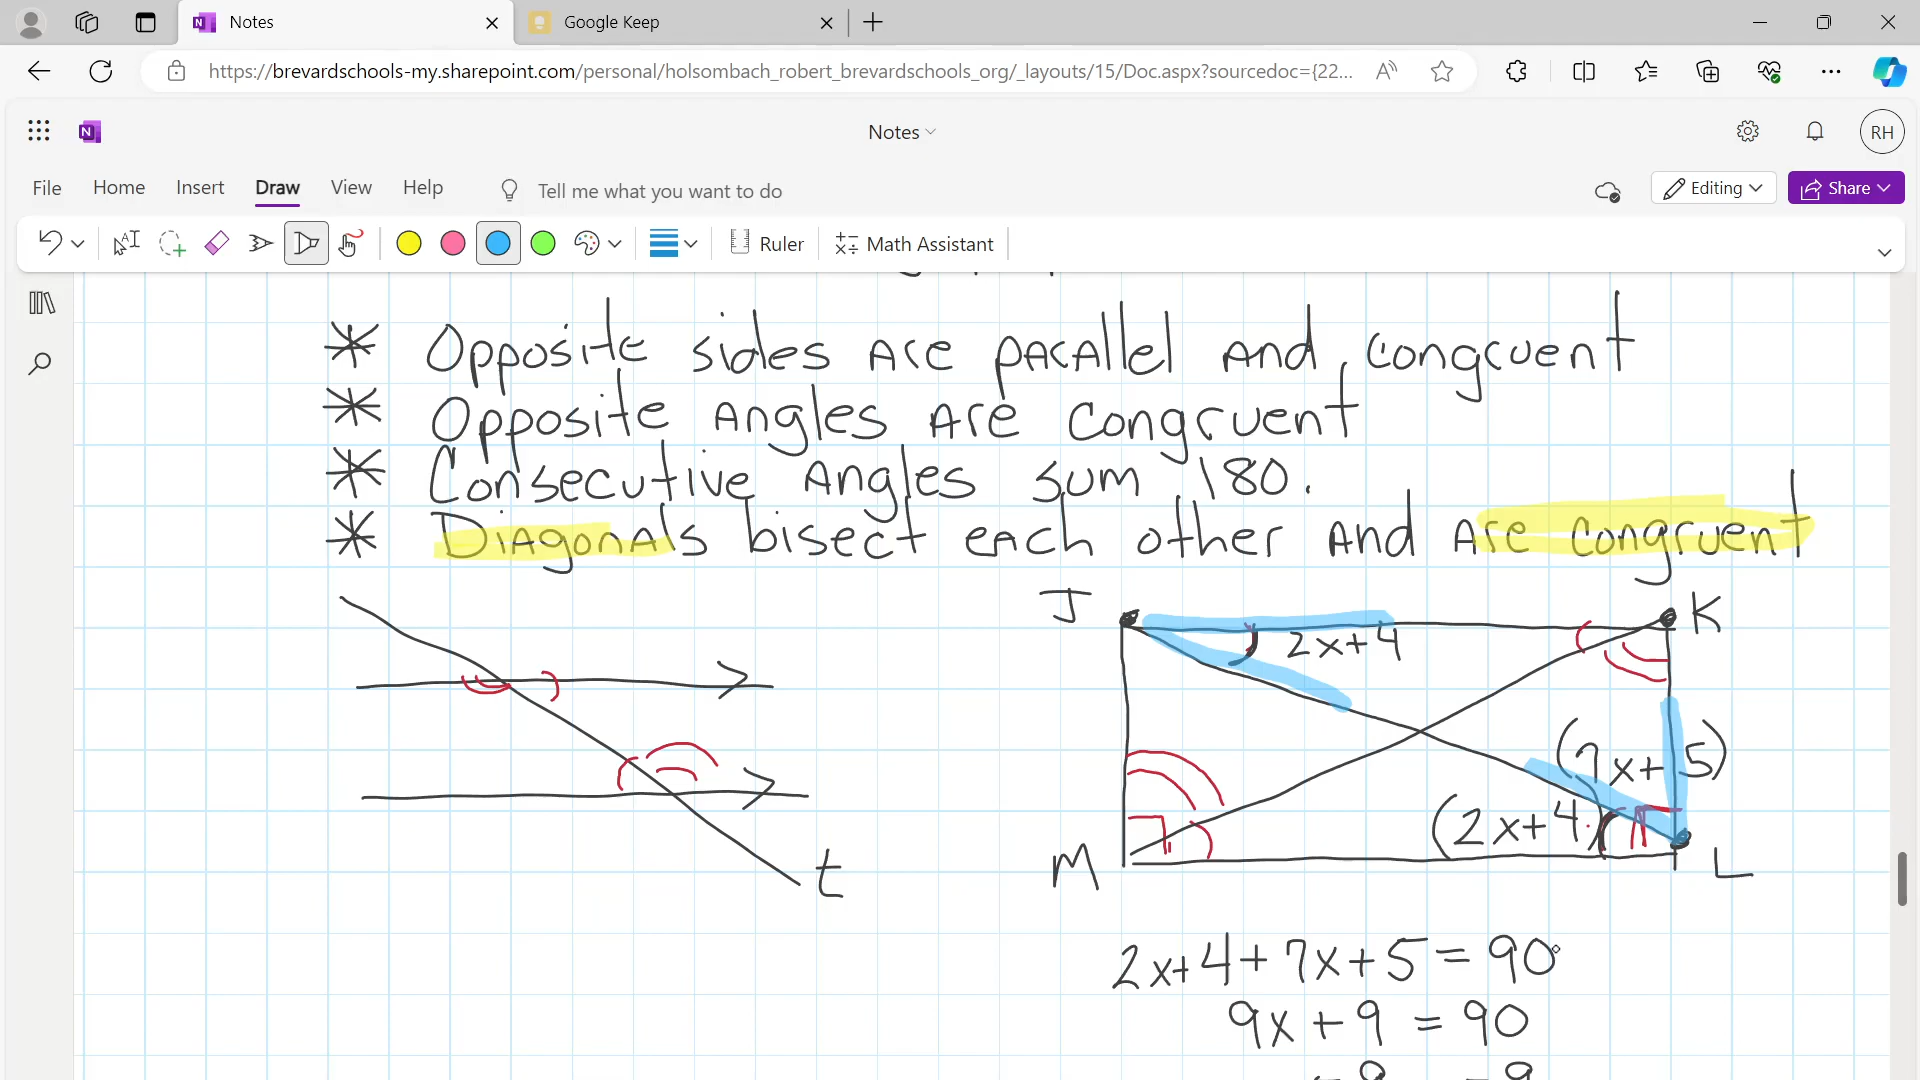 Notes
Google Keep
https://brevardschools-my.sharepoint.com/personal/holsombach_robert_brevardschools_org/_layouts/15/Doc.aspx?sourcedoc={22...
Notes
RH
File Home Insert Draw View Help Tell me what you want to do
Editing
Share
Ruler
Math Assistant
* Opposite sides Are parallel And congruent
* Opposite Angles Are congruent
* Consecutive Angles sum 180.
* Diagonals bisect each other And Are congruent
J
K
2x+4
(7x+5)
(2x+4)
M
L
t
2x+4+7x+5=90
9x+9=90
-9 -9